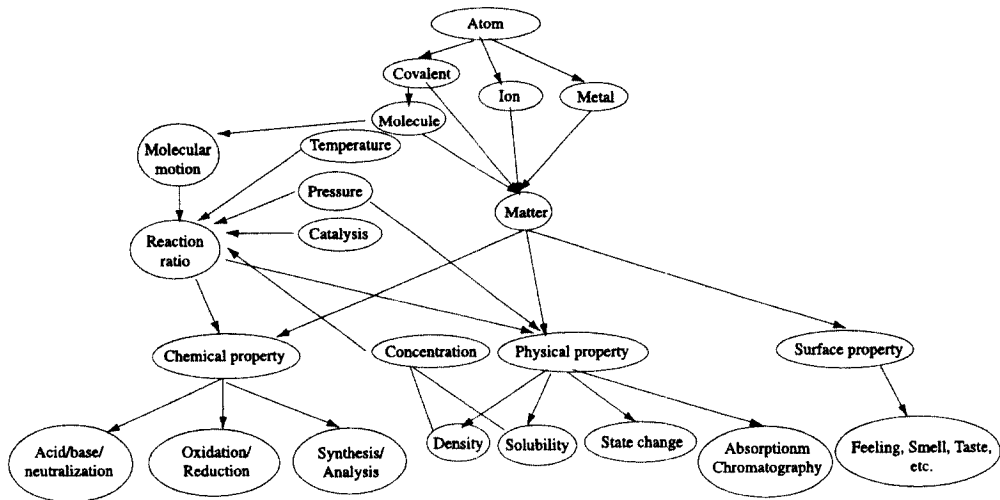 Atom
Covalent
Ion
Metal
Molecule
Temperature
Molecular
motion
Pressure
Matter
Catalysis
Reaction
ratio
Chemical property
Concentration
Physical property
Surface property
Acid/base/
neutralization
Oxidation/
Reduction
Synthesis/
Analysis
Density
Solubility
State change
Absorptionm
Chromatography
Feeling, Smell, Taste,
etc.